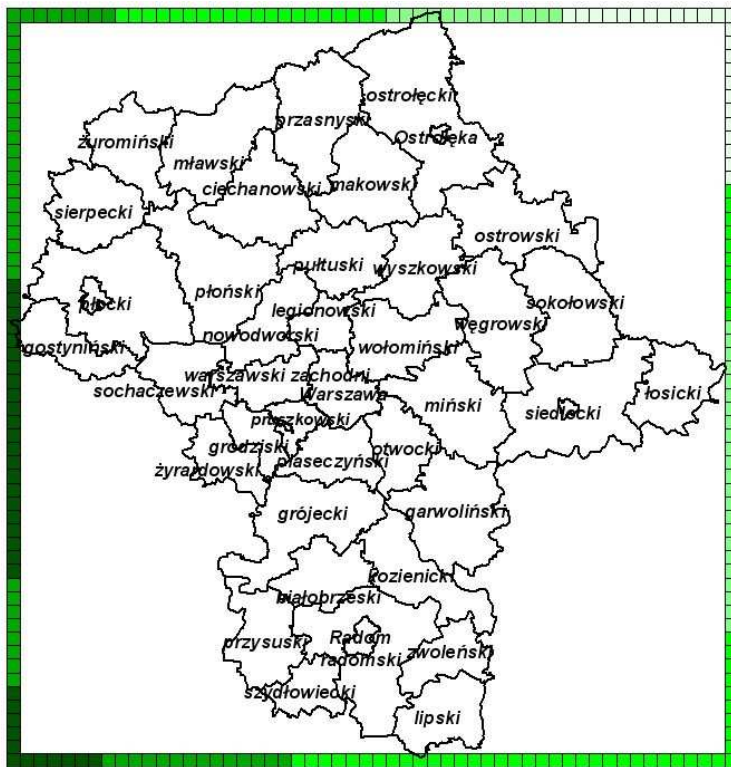 ostrołęcki
przasnyski
Ostrołęka
żuromiński
mławski
ciechanowski
makowski
sierpecki
ostrowski
pułtuski
wyszkowski
płoński
płocki
sokołowski
legionowski
węgrowski
nowodworski
wołomiński
gostyniński
warszawski zachodni
sochaczewski
Warszawa
łosicki
miński
siedlecki
pruszkowski
grodziski
otwocki
piaseczyński
żyrardowski
grójecki
garwoliński
kozienicki
białobrzeski
Radom
przysuski
zwoleński
radomski
szydłowiecki
lipski